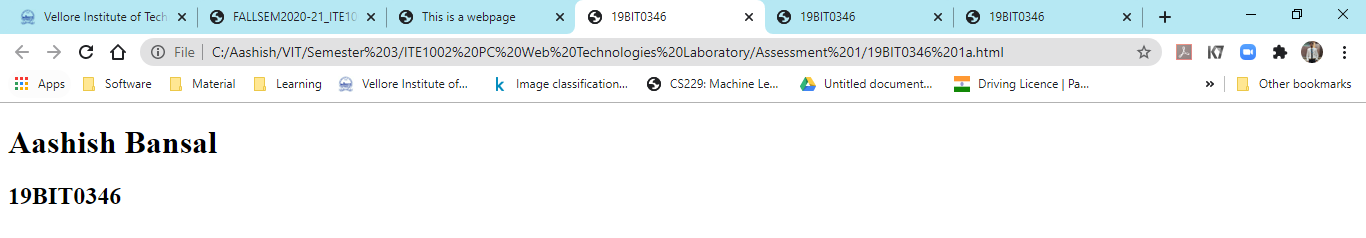 Vellore Institute of Tech FALLSEM2020-21_ITE10 This is a webpage 19BIT0346 19BIT0346 19BIT0346
File C:/Aashish/VIT/Semester%203/ITE1002%20PC%20Web%20Technologies%20Laboratory/Assessment%201/19BIT0346%201a.html K7
Apps Software Material Learning Vellore Institute of... k Image classification... CS229: Machine Le... Untitled document... Driving Licence | Pa... » Other bookmarks
Aashish Bansal
19BIT0346